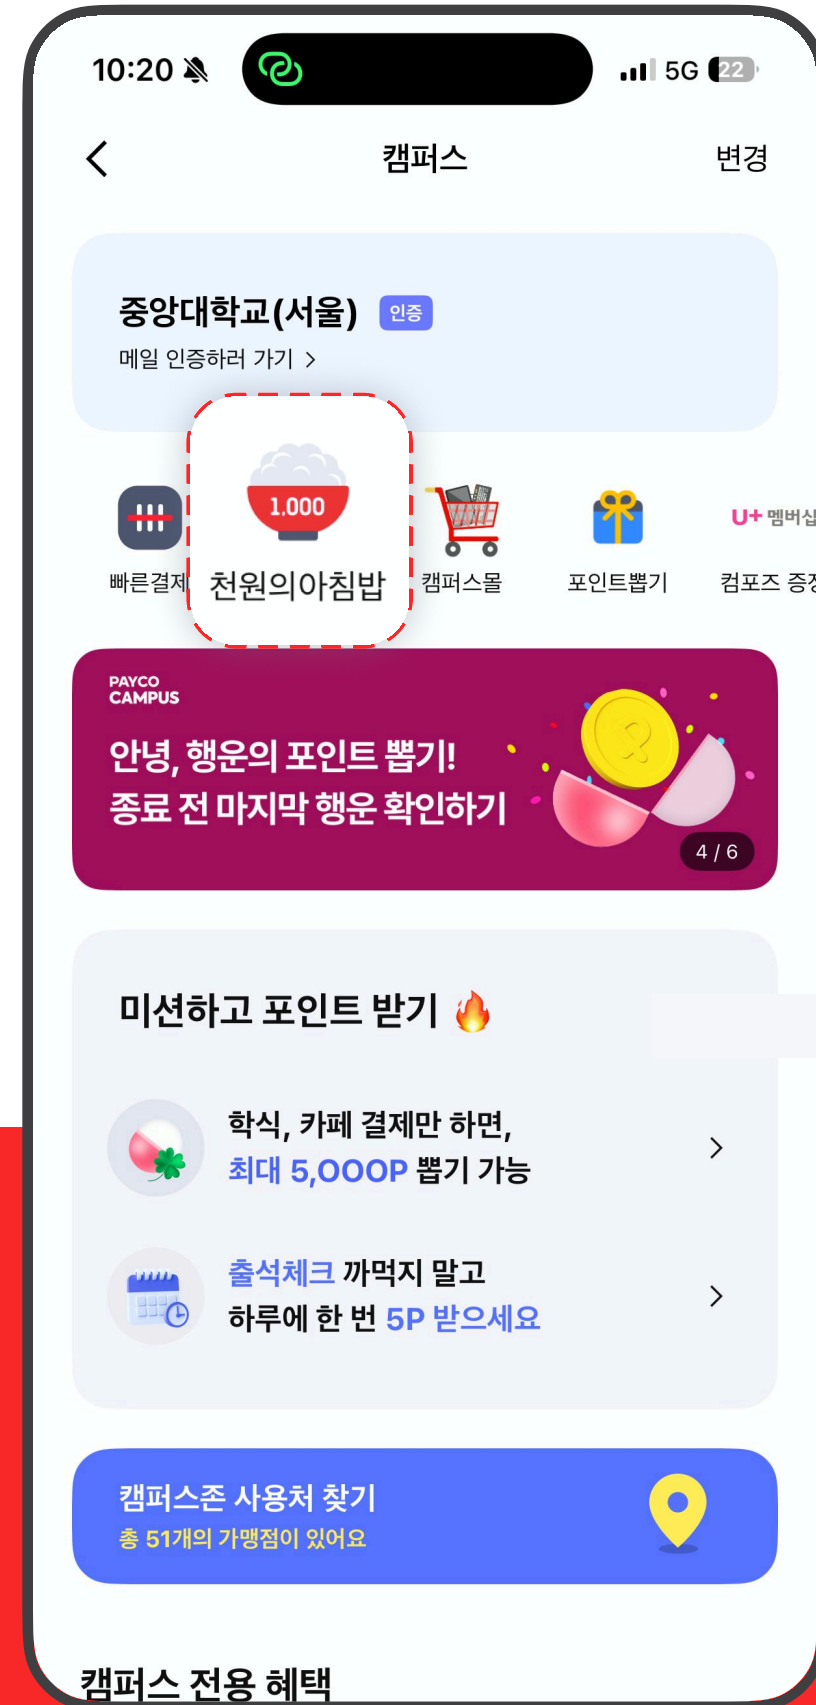 10:20
5G 22
캠퍼스
변경
중앙대학교(서울) 인증
메일 인증하러 가기 >
1,000
U+ 멤버십
빠른결제
천원의아침밥
캠퍼스몰
포인트뽑기
컴포즈 증정
PAYCO
CAMPUS
안녕, 행운의 포인트 뽑기!
종료 전 마지막 행운 확인하기
4 / 6
미션하고 포인트 받기
학식, 카페 결제만 하면,
최대 5,000P 뽑기 가능
출석체크 까먹지 말고
하루에 한 번 5P 받으세요
캠퍼스존 사용처 찾기
총 51개의 가맹점이 있어요
캠퍼스 전용 혜택